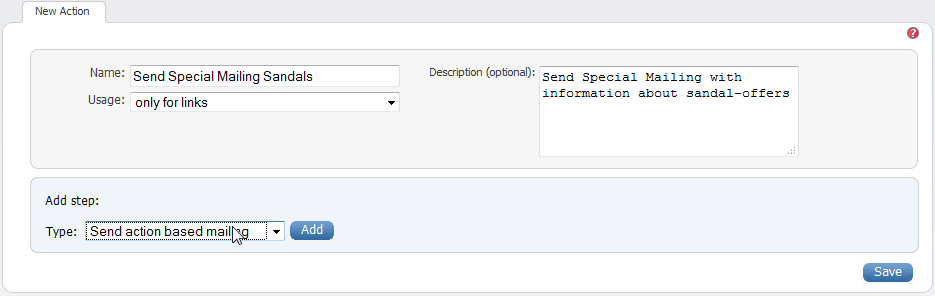 New Action
?
Name: Send Special Mailing Sandals
Usage: only for links
Description (optional): Send Special Mailing with
information about sandal-offers
Add step:
Type: Send action based mailing Add
Save